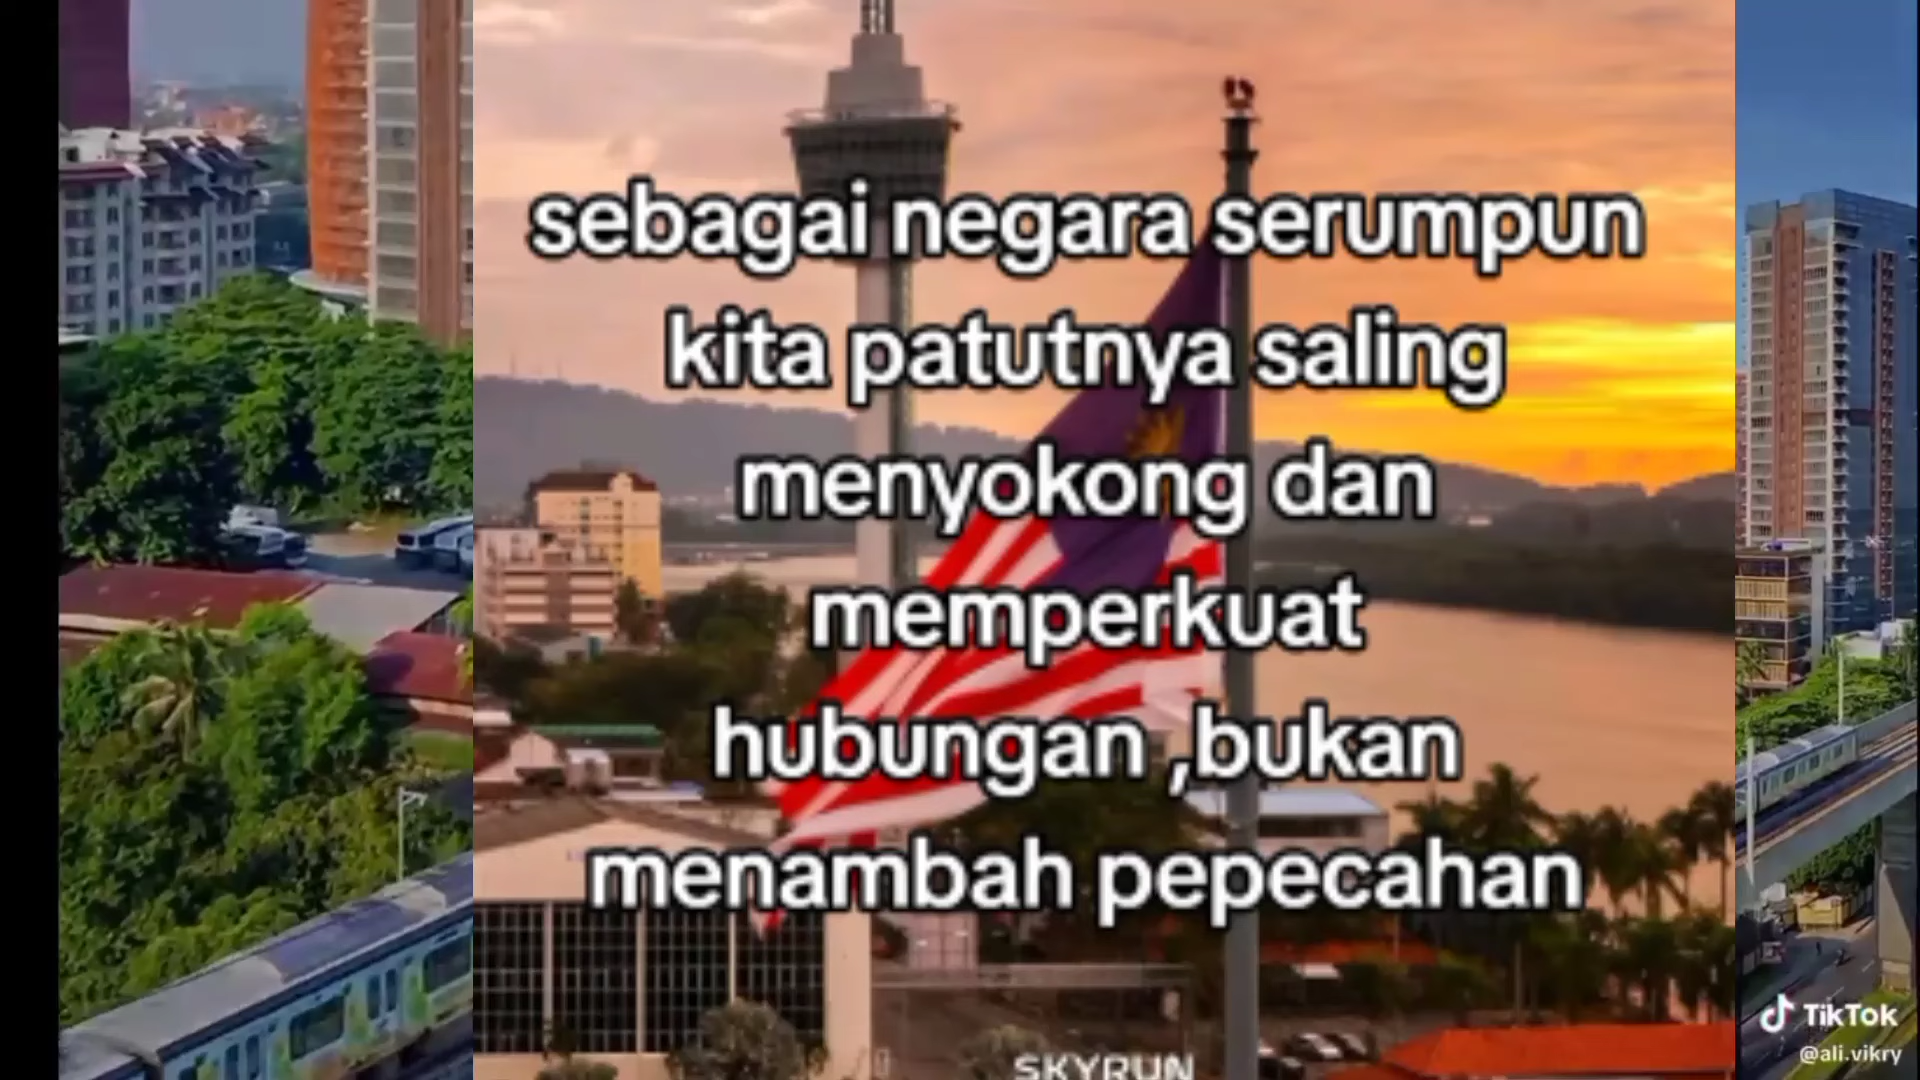 sebagai negara serumpun
kita patutnya saling
menyokong dan
memperkuat
hubungan ,bukan
menambah pepecahan
SKYRUN
TikTok
@ali.vikry